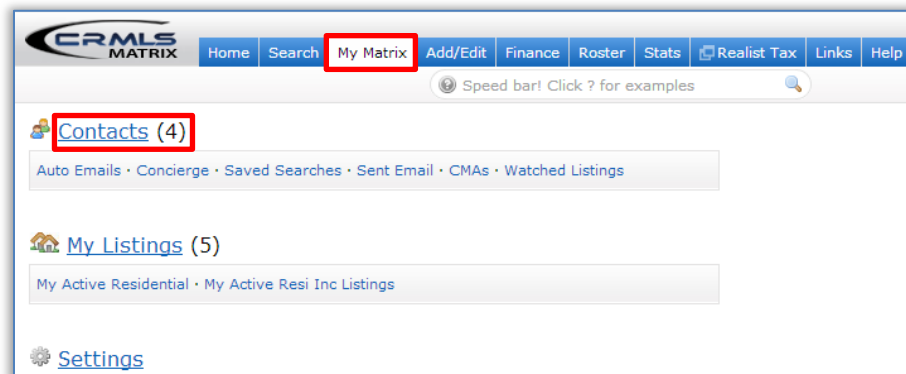 CRMLS
MATRIX
Home Search My Matrix Add/Edit Finance Roster Stats Realist Tax Links Help
? Speed bar! Click ? for examples
Contacts (4)
Auto Emails · Concierge · Saved Searches · Sent Email · CMAs · Watched Listings
My Listings (5)
My Active Residential · My Active Resi Inc Listings
Settings